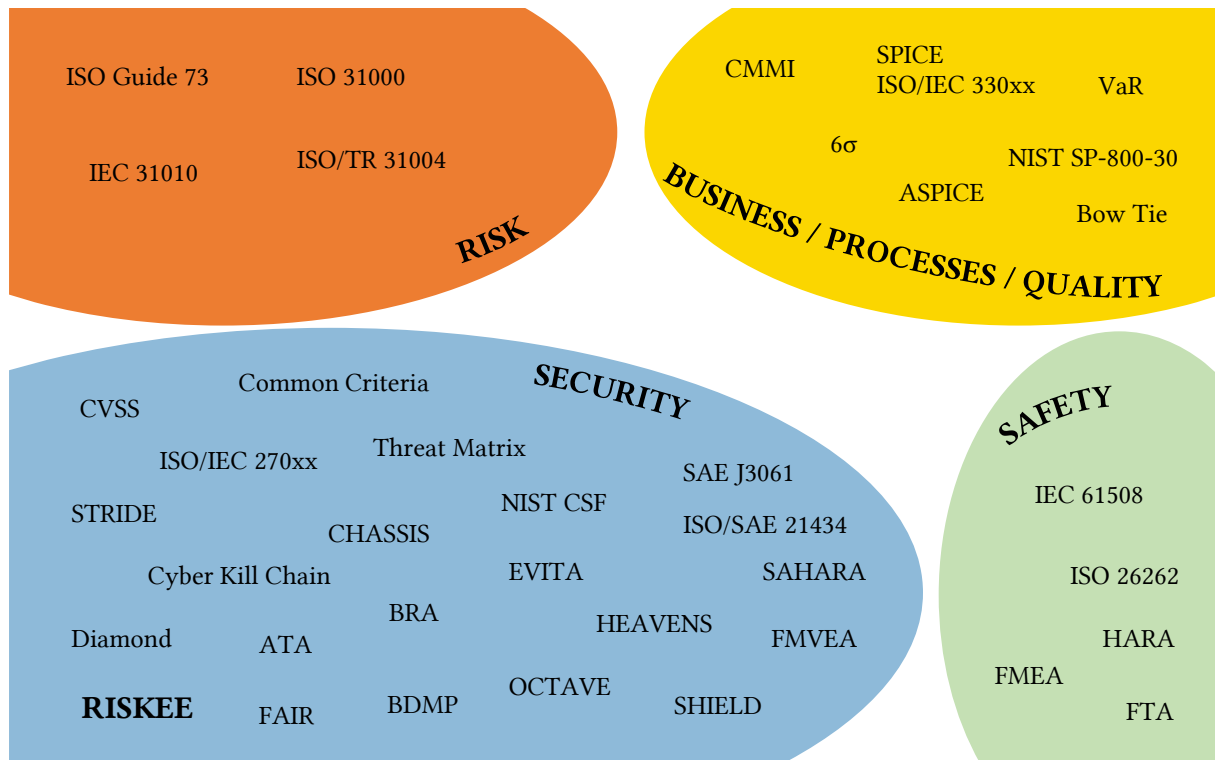 ISO Guide 73
ISO 31000
IEC 31010
ISO/TR 31004
RISK
CMMI
SPICE
ISO/IEC 330xx
VaR
6σ
NIST SP-800-30
ASPICE
Bow Tie
BUSINESS / PROCESSES / QUALITY
SECURITY
Common Criteria
CVSS
Threat Matrix
ISO/IEC 270xx
SAE J3061
NIST CSF
STRIDE
ISO/SAE 21434
CHASSIS
Cyber Kill Chain
EVITA
SAHARA
BRA
HEAVENS
Diamond
ATA
FMVEA
OCTAVE
RISKEE
FAIR
BDMP
SHIELD
SAFETY
IEC 61508
ISO 26262
HARA
FMEA
FTA